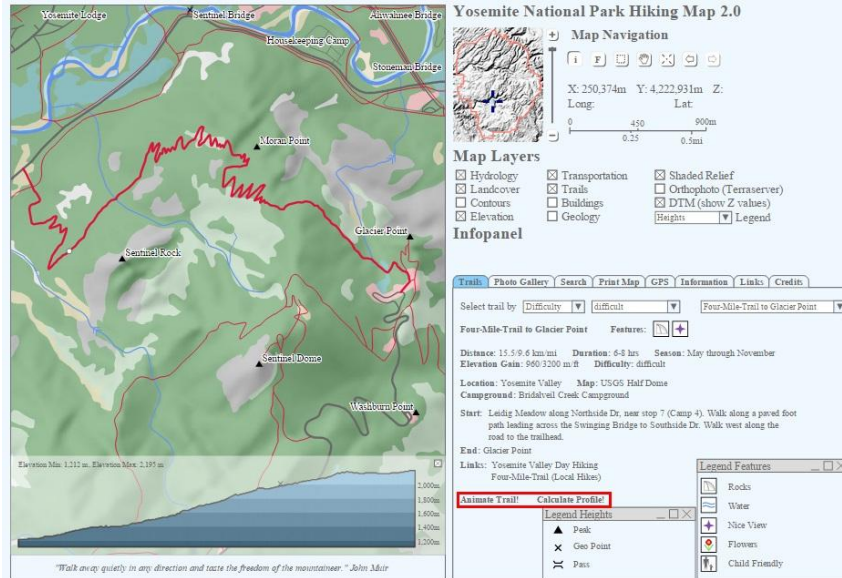 Yosemite National Park Hiking Map 2.0
Yosemite Lodge
Sentinel Bridge
Ahwahnee Bridge
Housekeeping Camp
Stoneman Bridge
Moran Point
Glacier Point
Sentinel Rock
Sentinel Dome
Washburn Point
Elevation Min: 1,212 m, Elevation Max: 2,195 m
2,000m
1,800m
1,600m
1,400m
1,200m
"Walk away quietly in any direction and taste the freedom of the mountaineer." John Muir
Map Navigation
i F
X: 250,374m Y: 4,222,931m Z:
Long: Lat:
0 450 900m
0.25 0.5mi
Map Layers
Hydrology Transportation Shaded Relief
Landcover Trails Orthophoto (Terraserver)
Contours Buildings DTM (show Z values)
Elevation Geology Heights Legend
Infopanel
Trails Photo Gallery Search Print Map GPS Information Links Credits
Select trail by Difficulty difficult Four-Mile-Trail to Glacier Point
Four-Mile-Trail to Glacier Point Features:
Distance: 15.5/9.6 km/mi Duration: 6-8 hrs Season: May through November
Elevation Gain: 960/3200 m/ft Difficulty: difficult
Location: Yosemite Valley Map: USGS Half Dome
Campground: Bridalveil Creek Campground
Start: Leidig Meadow along Northside Dr, near stop 7 (Camp 4). Walk along a paved foot
path leading across the Swinging Bridge to Southside Dr. Walk west along the
road to the trailhead.
End: Glacier Point
Links: Yosemite Valley Day Hiking
Four-Mile-Trail (Local Hikes)
Animate Trail! Calculate Profile!
Legend Heights
Peak
Geo Point
Pass
Legend Features
Rocks
Water
Nice View
Flowers
Child Friendly